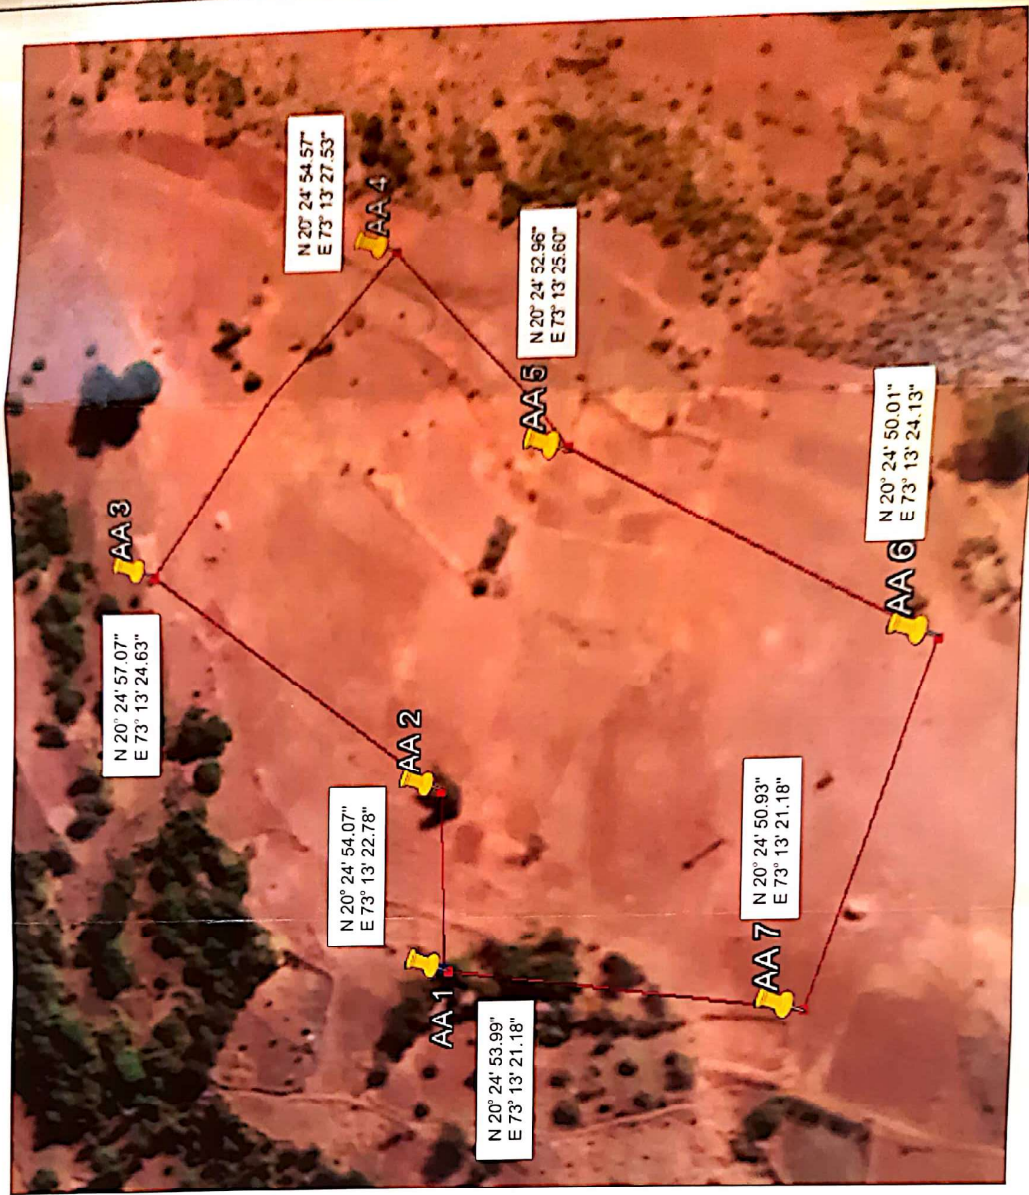 AA 3
N 20° 24' 57.07"
E 73° 13' 24.63"
N 20° 24' 54.57"
E 73° 13' 27.53"
AA 4
AA 2
N 20° 24' 54.07"
E 73° 13' 22.78"
AA 1
N 20° 24' 53.99"
E 73° 13' 21.18"
AA 5
N 20° 24' 52.96"
E 73° 13' 25.60"
AA 7
N 20° 24' 50.93"
E 73° 13' 21.18"
AA 6
N 20° 24' 50.01"
E 73° 13' 24.13"